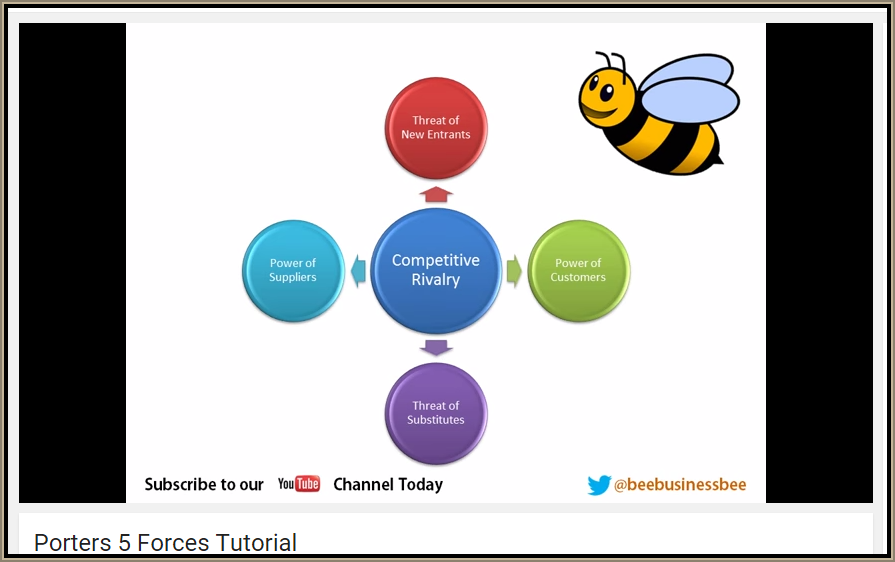 Threat of
New Entrants
Power of
Suppliers
Competitive
Rivalry
Power of
Customers
Threat of
Substitutes
Subscribe to our YouTube Channel Today
@beebusinessbee
Porters 5 Forces Tutorial